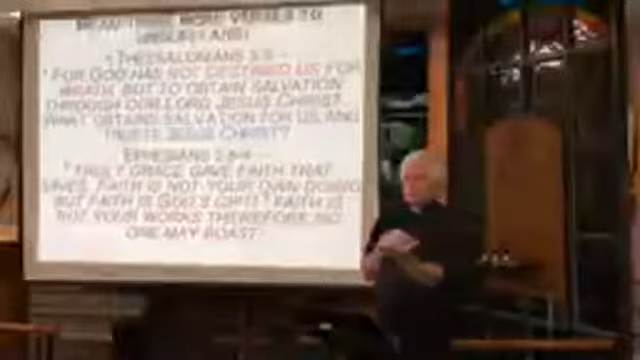 MORE VERSES TO
1 THESSALONIANS 5:9 -
" FOR GOD HAS NOT DESTINED US FOR
WRATH, BUT TO OBTAIN SALVATION
THROUGH OUR LORD, JESUS CHRIST.
WHAT OBTAINS SALVATION FOR US AND
TRUSTS JESUS CHRIST?
EPHESIANS
" TRULY GRACE GAVE FAITH THAT
SAVES. FAITH IS NOT YOUR OWN DOING
BUT FAITH IS GOD'S GIFT! FAITH IS
NOT YOUR WORKS THEREFORE NO
ONE MAY BOAST